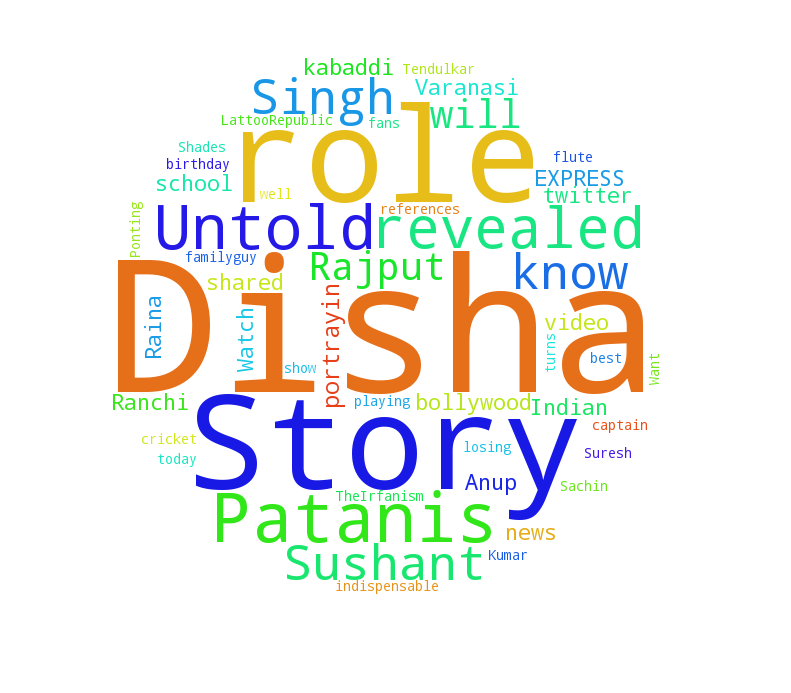 kabaddi Tendulkar
Singh Varanasi
role will
LattooRepublic fans
Shades
birthday flute
school well EXPRESS
twitter
Ponting Untold references revealed
familyguy Rajput know
shared
Disha
Raina Watch portrayin video
show turns best Want
Ranchi playing bollywood Indian
Story captain
cricket losing Suresh
today
Anup Sachin
Patanis TheIrfanism
news
Sushant Kumar
indispensable